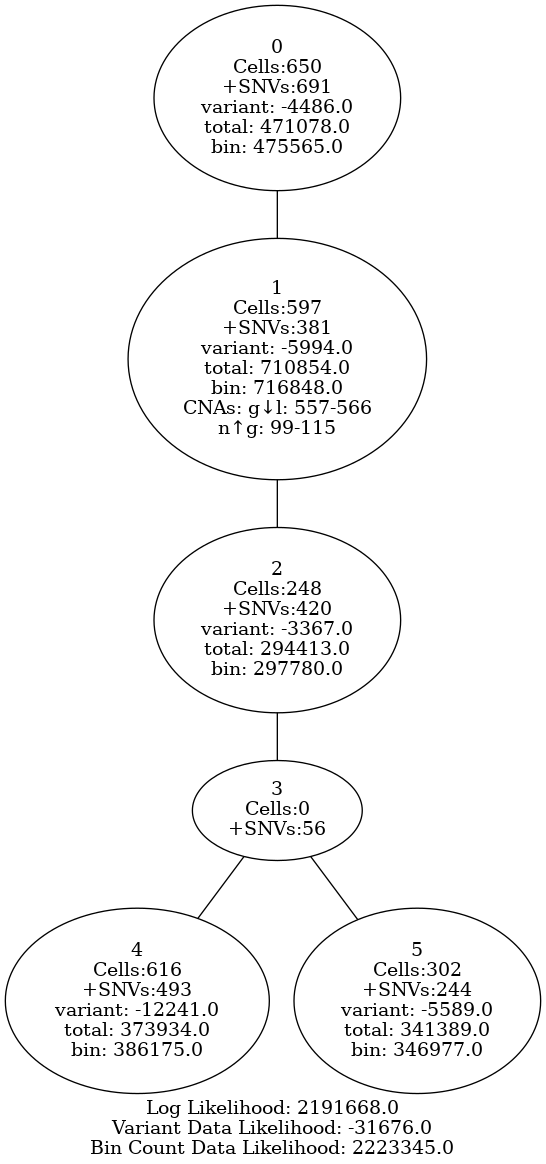 0
Cells:650
+SNVs:691
variant: -4486.0
total: 471078.0
bin: 475565.0
1
Cells:597
+SNVs:381
variant: -5994.0
total: 710854.0
bin: 716848.0
CNAs: g↓l: 557-566
n↑g: 99-115
2
Cells:248
+SNVs:420
variant: -3367.0
total: 294413.0
bin: 297780.0
3
Cells:0
+SNVs:56
4
Cells:616
+SNVs:493
variant: -12241.0
total: 373934.0
bin: 386175.0
5
Cells:302
+SNVs:244
variant: -5589.0
total: 341389.0
bin: 346977.0
Log Likelihood: 2191668.0
Variant Data Likelihood: -31676.0
Bin Count Data Likelihood: 2223345.0